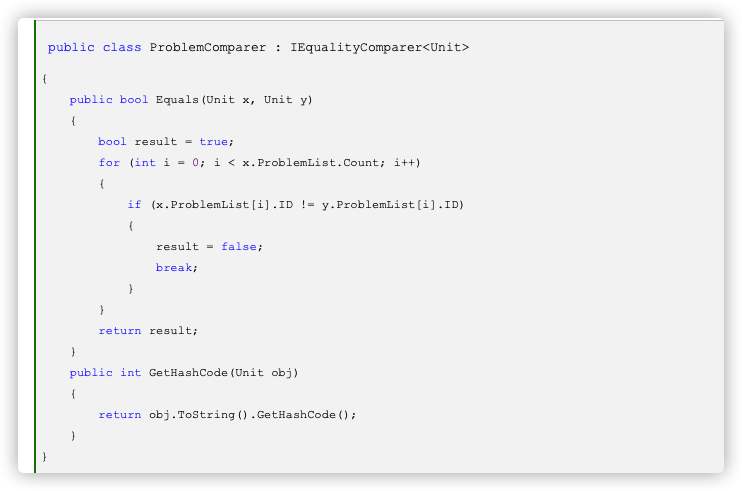 public class ProblemComparer : IEqualityComparer<Unit>
{
    public bool Equals(Unit x, Unit y)
    {
        bool result = true;
        for (int i = 0; i < x.ProblemList.Count; i++)
        {
            if (x.ProblemList[i].ID != y.ProblemList[i].ID)
            {
                result = false;
                break;
            }
        }
        return result;
    }
    public int GetHashCode(Unit obj)
    {
        return obj.ToString().GetHashCode();
    }
}